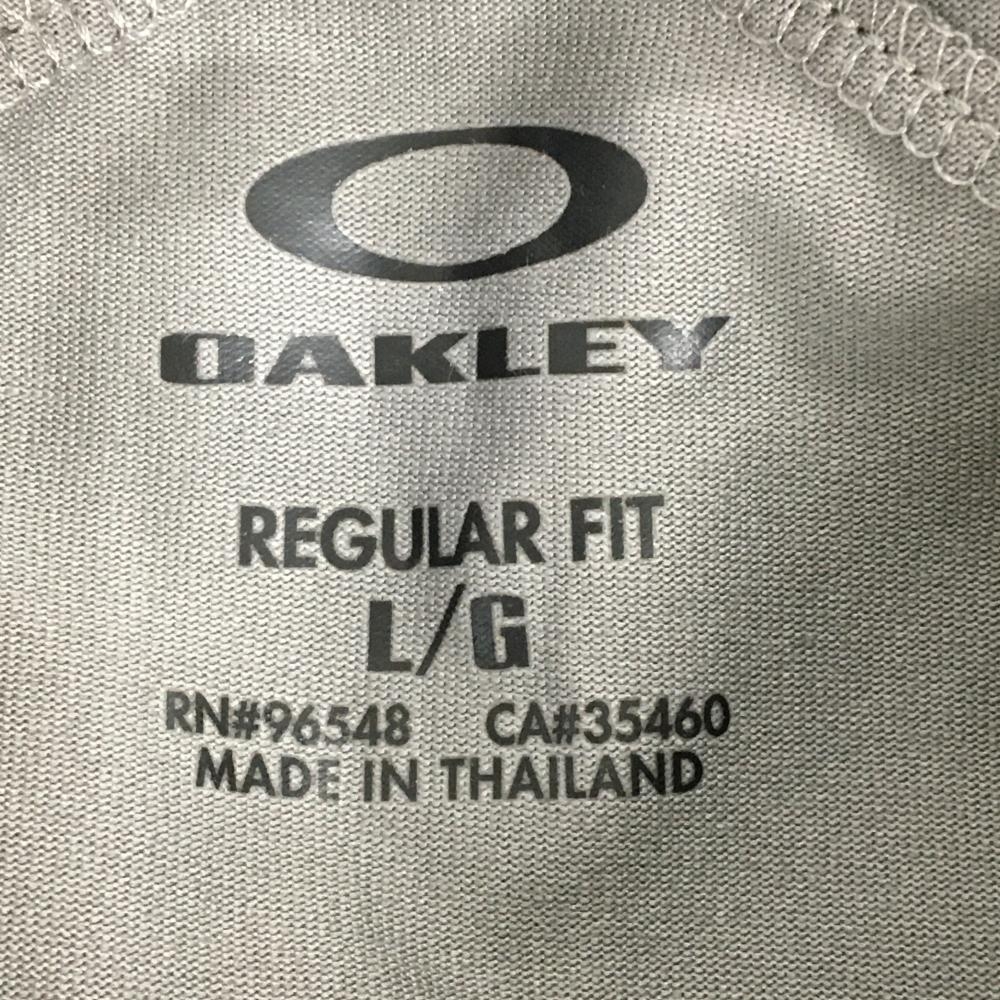 OAKLEY
REGULAR FIT
L/G
RN#96548 CA#35460
MADE IN THAILAND